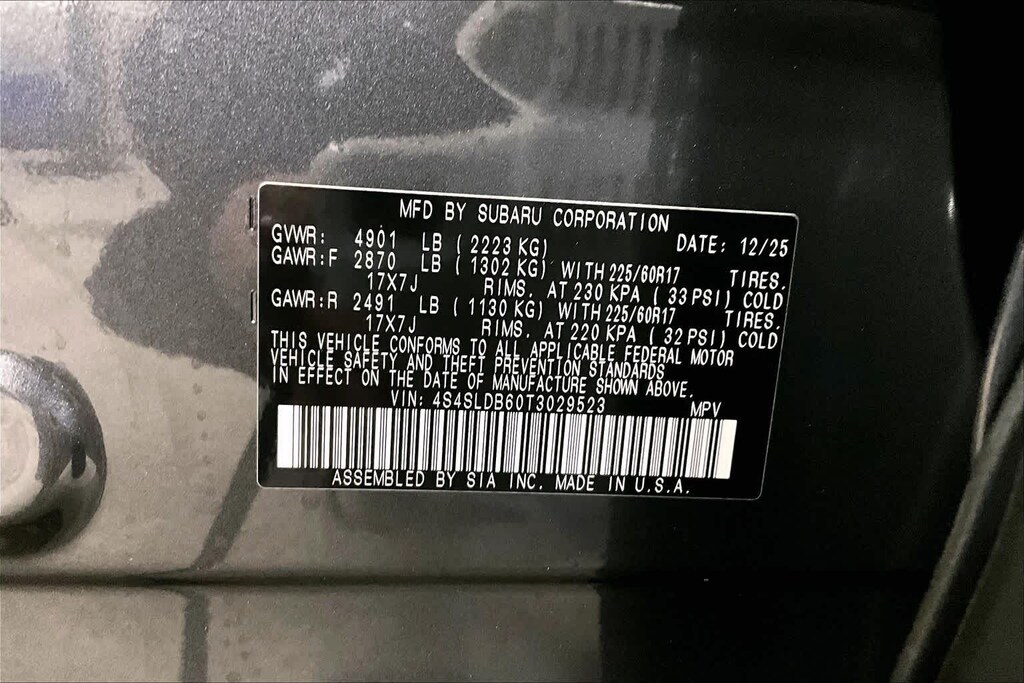 MFD BY SUBARU CORPORATION
GVWR: 4901 LB (2223 KG) DATE: 12/25
GAWR:F 2870 LB (1302 KG) WITH 225/60R17 TIRES.
17X7J RIMS. AT 230 KPA (33PSI) COLD
GAWR:R 2491 LB (1130 KG) WITH 225/60R17 TIRES.
17X7J RIMS. AT 220 KPA (32 PSI) COLD
THIS VEHICLE CONFORMS TO ALL APPLICABLE FEDERAL MOTOR
VEHICLE SAFETY AND THEFT PREVENTION STANDARDS
IN EFFECT ON THE DATE OF MANUFACTURE SHOWN ABOVE.
VIN: 4S4SLDB60T3029523 MPV
ASSEMBLED BY SIA INC. MADE IN U.S.A.